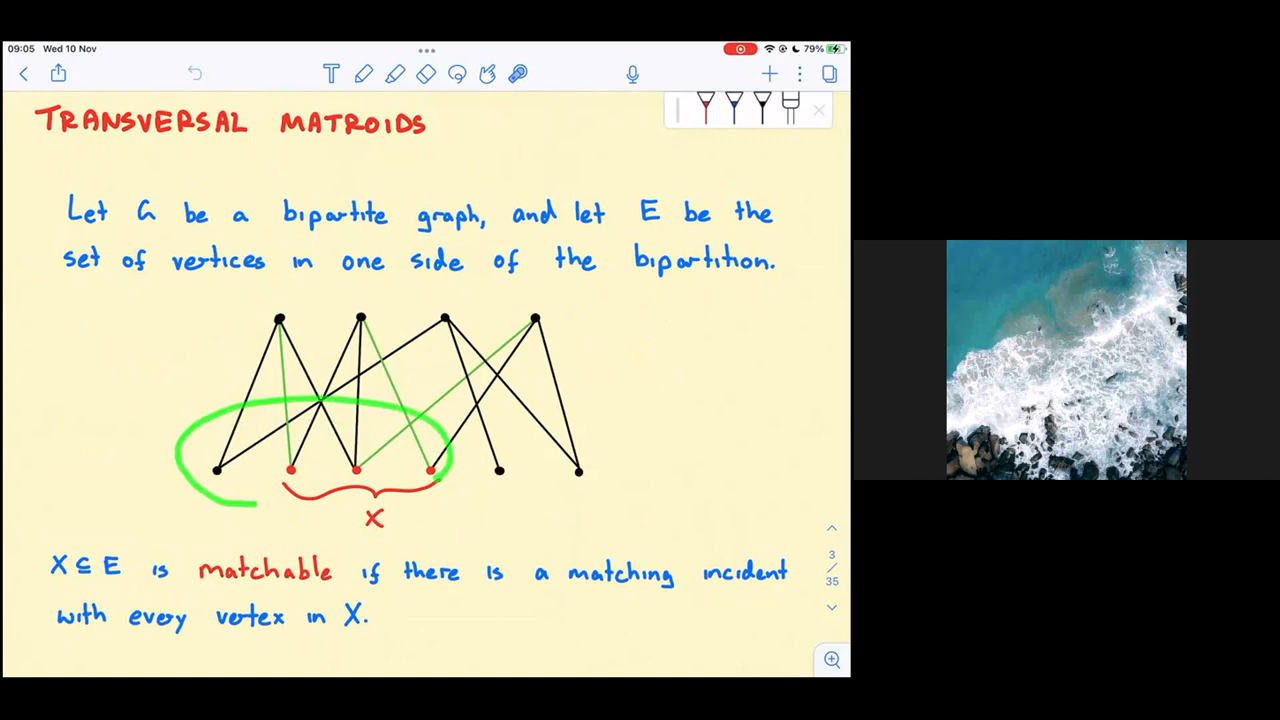 09:05 Wed 10 Nov
79%
T
TRANSVERSAL MATROIDS
Let G be a bipartite graph, and let E be the
set of vertices in one side of the bipartition.
X
X ⊆ E is matchable if there is a matching incident
with every vertex in X.
3
/
35